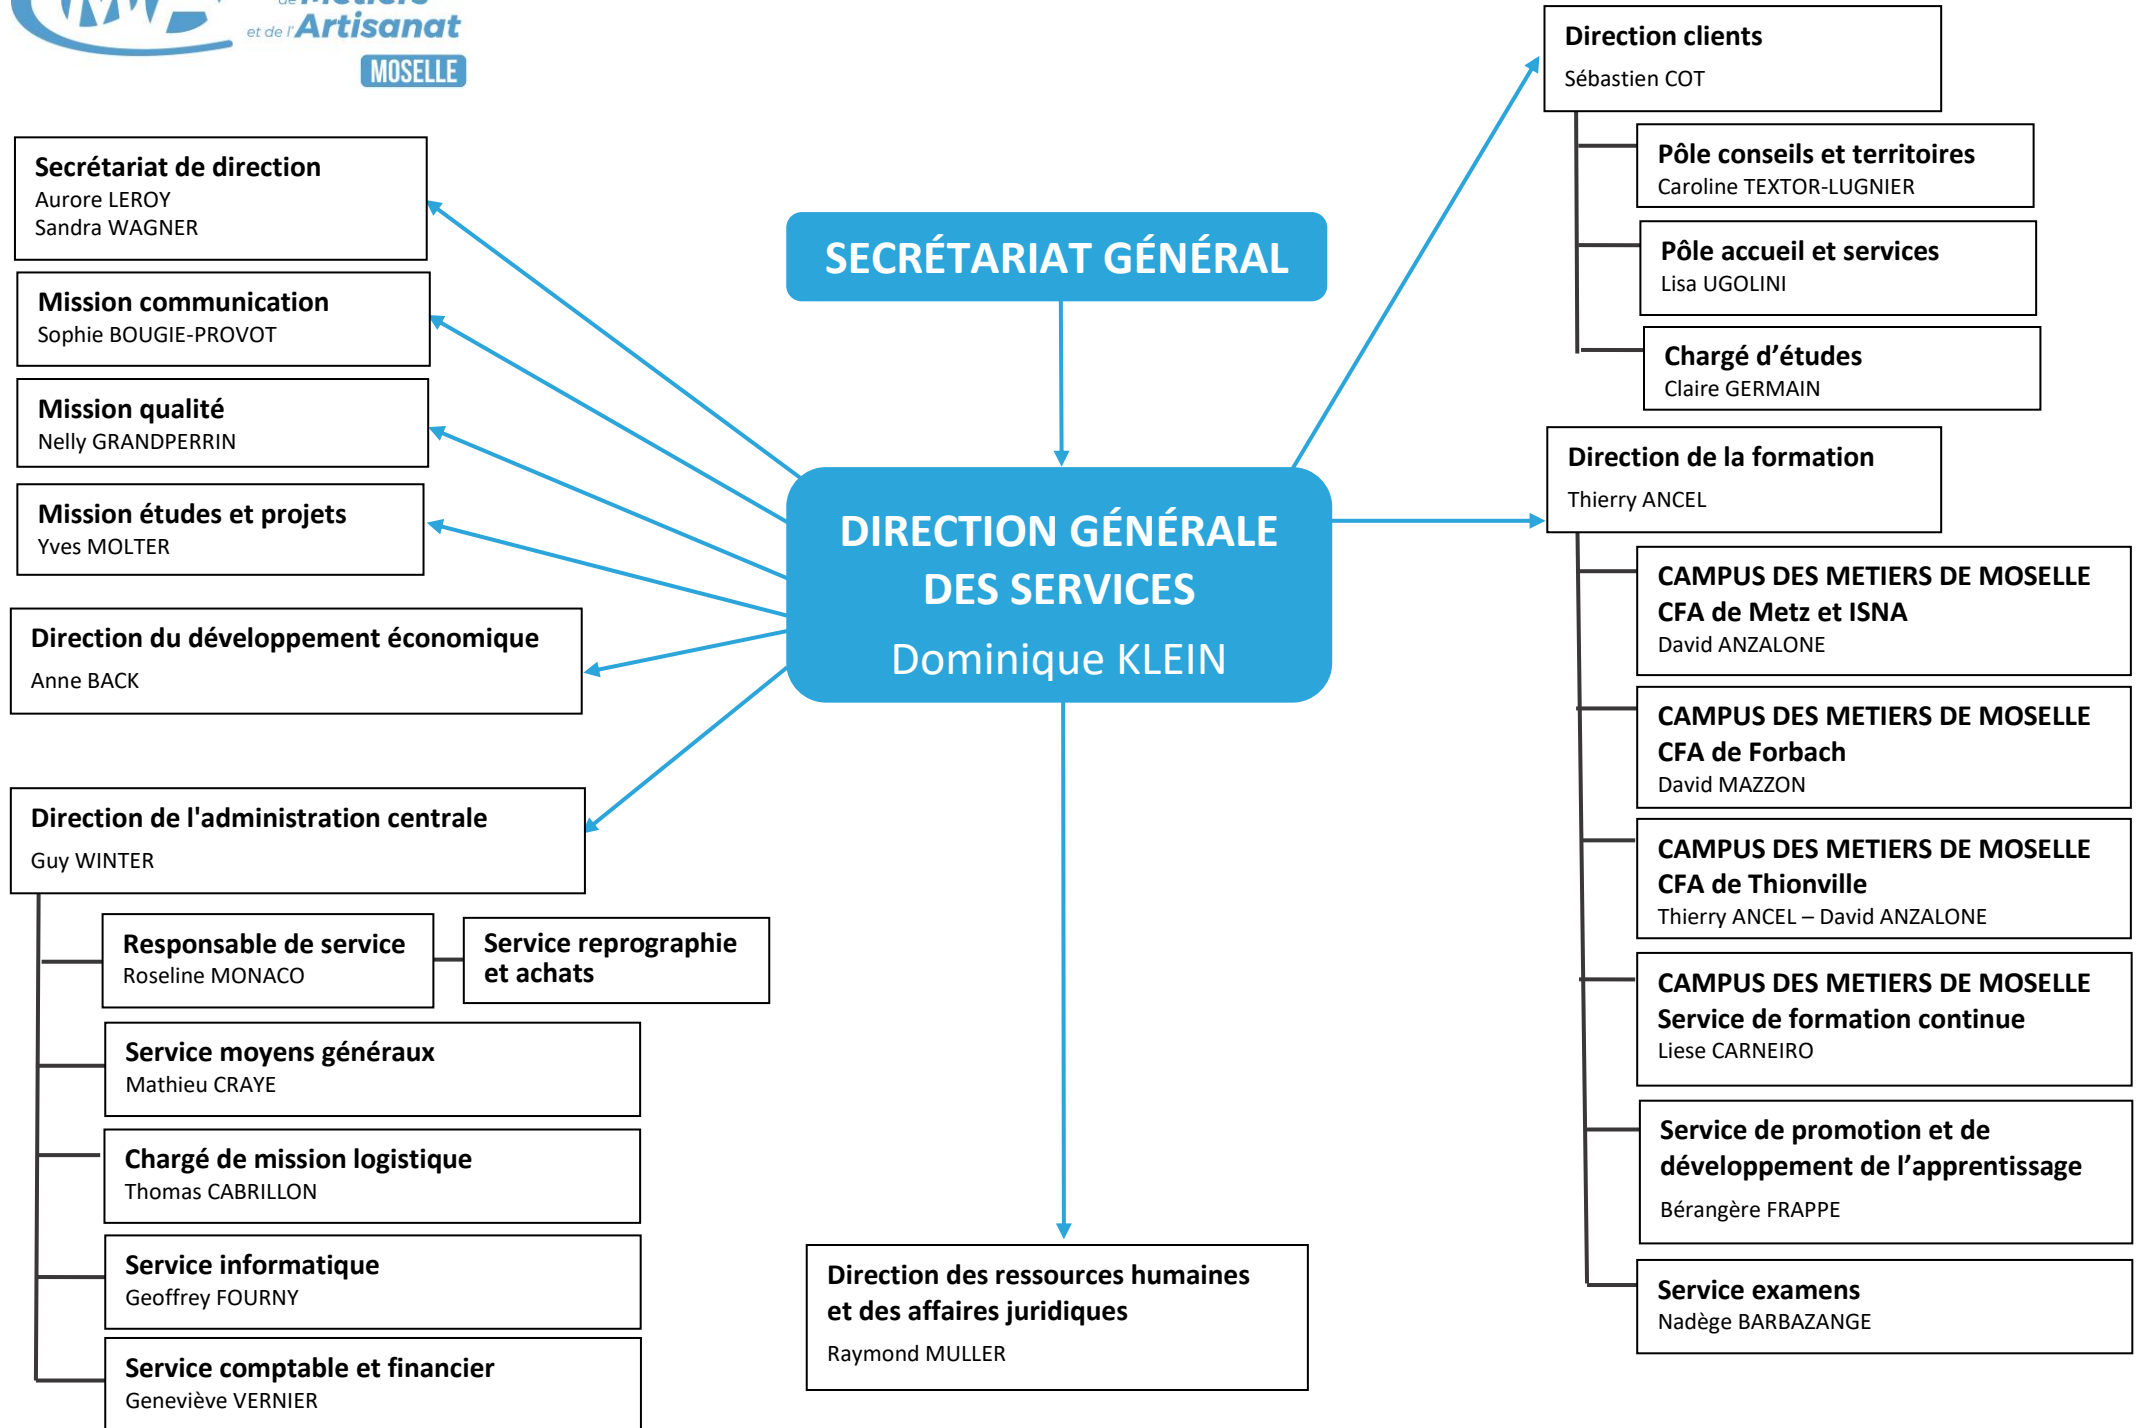 de Métiers
et de l'Artisanat
MOSELLE
Secrétariat de direction
Aurore LEROY
Sandra WAGNER
Mission communication
Sophie BOUGIE-PROVOT
Mission qualité
Nelly GRANDPERRIN
Mission études et projets
Yves MOLTER
Direction du développement économique
Anne BACK
Direction de l'administration centrale
Guy WINTER
Responsable de service
Roseline MONACO
Service reprographie
et achats
Service moyens généraux
Mathieu CRAYE
Chargé de mission logistique
Thomas CABRILLON
Service informatique
Geoffrey FOURNY
Service comptable et financier
Geneviève VERNIER
SECRÉTARIAT GÉNÉRAL
DIRECTION GÉNÉRALE
DES SERVICES
Dominique KLEIN
Direction des ressources humaines
et des affaires juridiques
Raymond MULLER
Direction clients
Sébastien COT
Pôle conseils et territoires
Caroline TEXTOR-LUGNIER
Pôle accueil et services
Lisa UGOLINI
Chargé d’études
Claire GERMAIN
Direction de la formation
Thierry ANCEL
CAMPUS DES METIERS DE MOSELLE
CFA de Metz et ISNA
David ANZALONE
CAMPUS DES METIERS DE MOSELLE
CFA de Forbach
David MAZZON
CAMPUS DES METIERS DE MOSELLE
CFA de Thionville
Thierry ANCEL – David ANZALONE
CAMPUS DES METIERS DE MOSELLE
Service de formation continue
Liese CARNEIRO
Service de promotion et de
développement de l’apprentissage
Bérangère FRAPPE
Service examens
Nadège BARBAZANGE